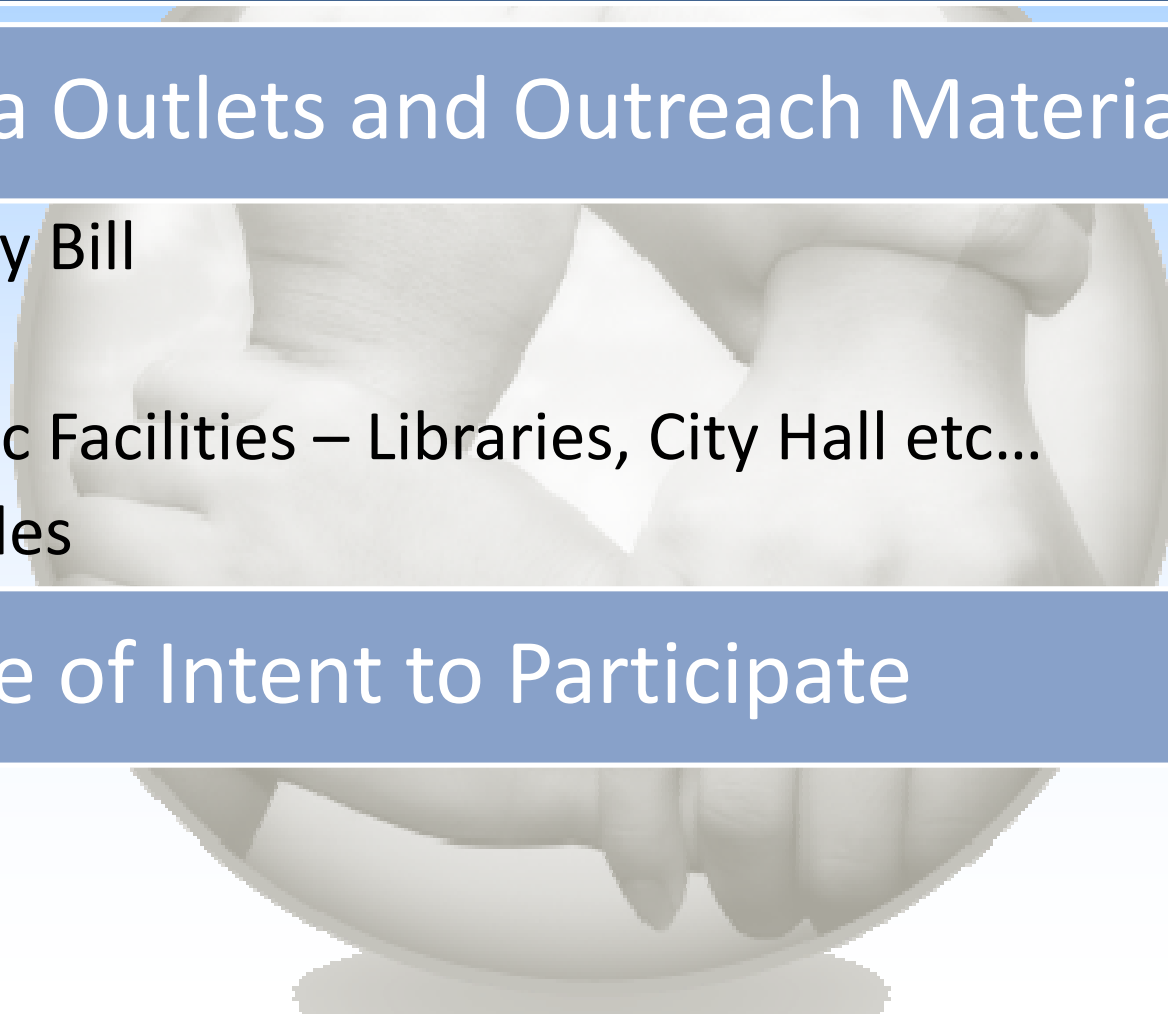 a Outlets and Outreach Materia
y Bill
c Facilities – Libraries, City Hall etc…
les
e of Intent to Participate